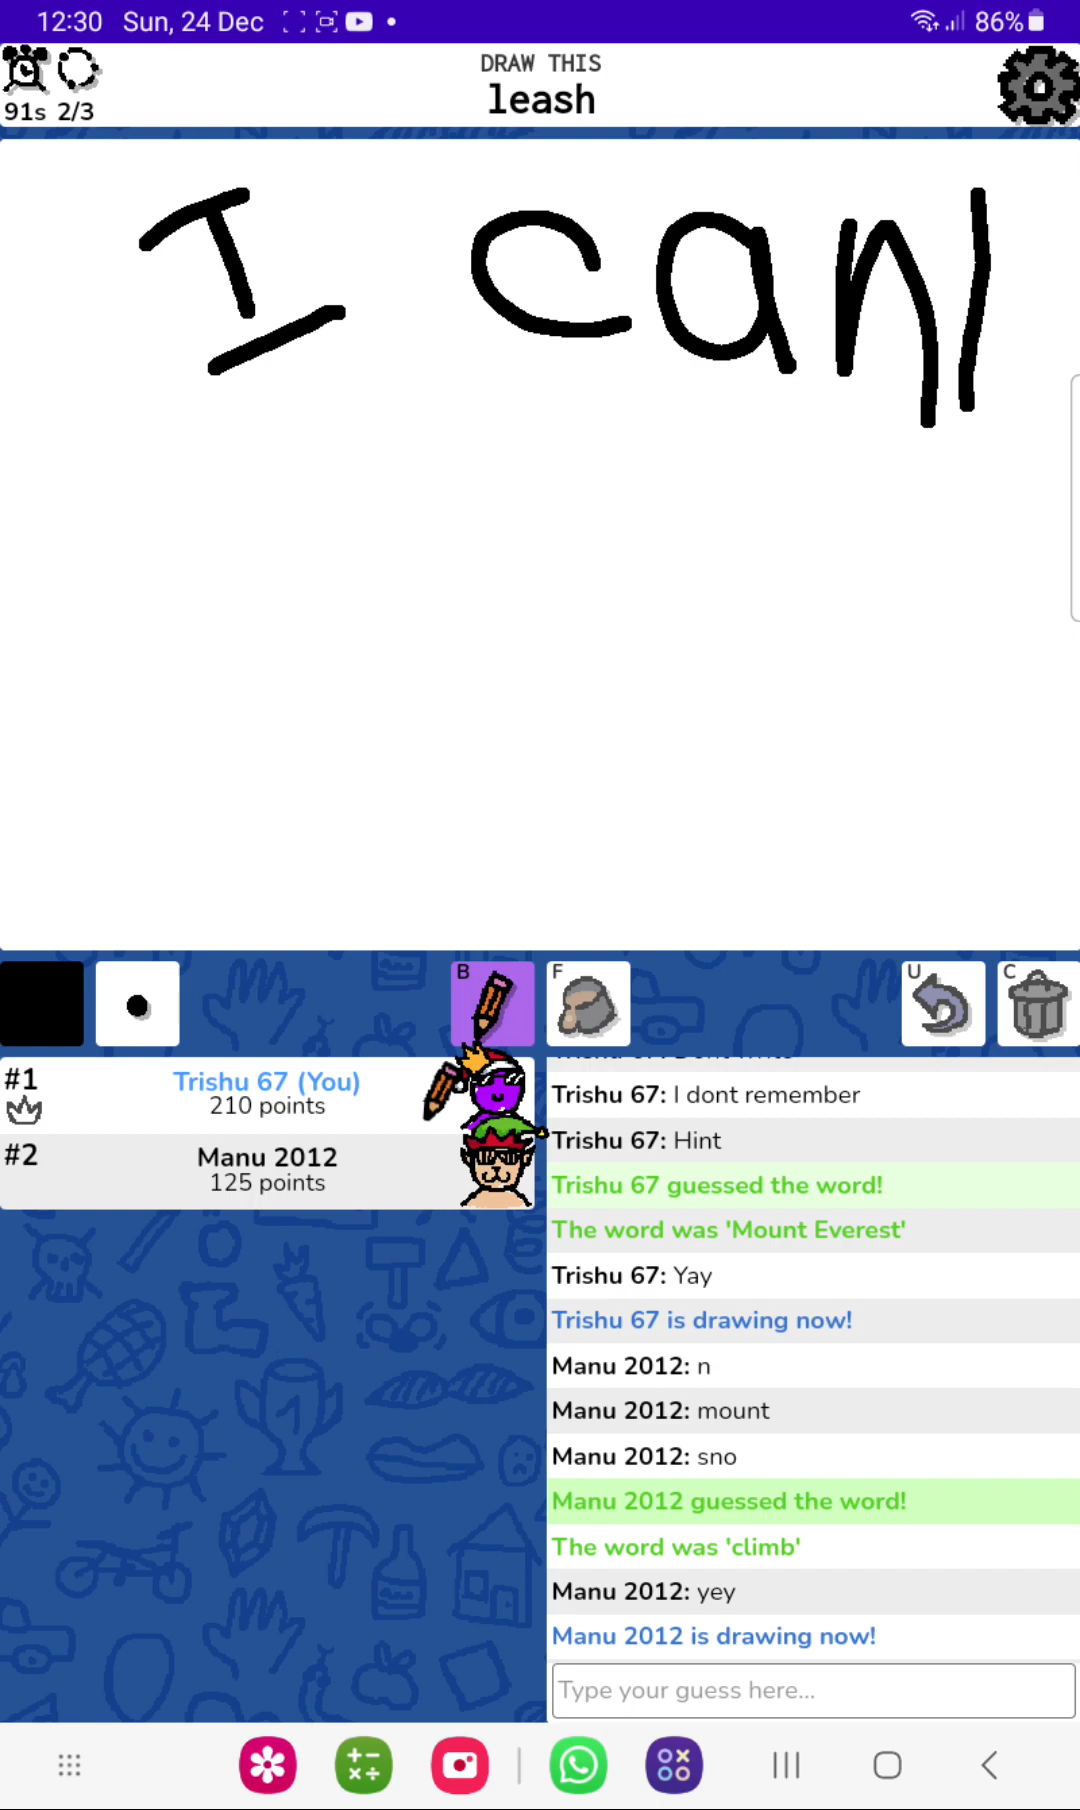 12:30 Sun, 24 Dec 86%
91s 2/3
DRAW THIS
leash
I can
B F U C
#1 Trishu 67 (You)
210 points
#2 Manu 2012
125 points
Trishu 67: I dont remember
Trishu 67: Hint
Trishu 67 guessed the word!
The word was 'Mount Everest'
Trishu 67: Yay
Trishu 67 is drawing now!
Manu 2012: n
Manu 2012: mount
Manu 2012: sno
Manu 2012 guessed the word!
The word was 'climb'
Manu 2012: yey
Manu 2012 is drawing now!
Type your guess here...